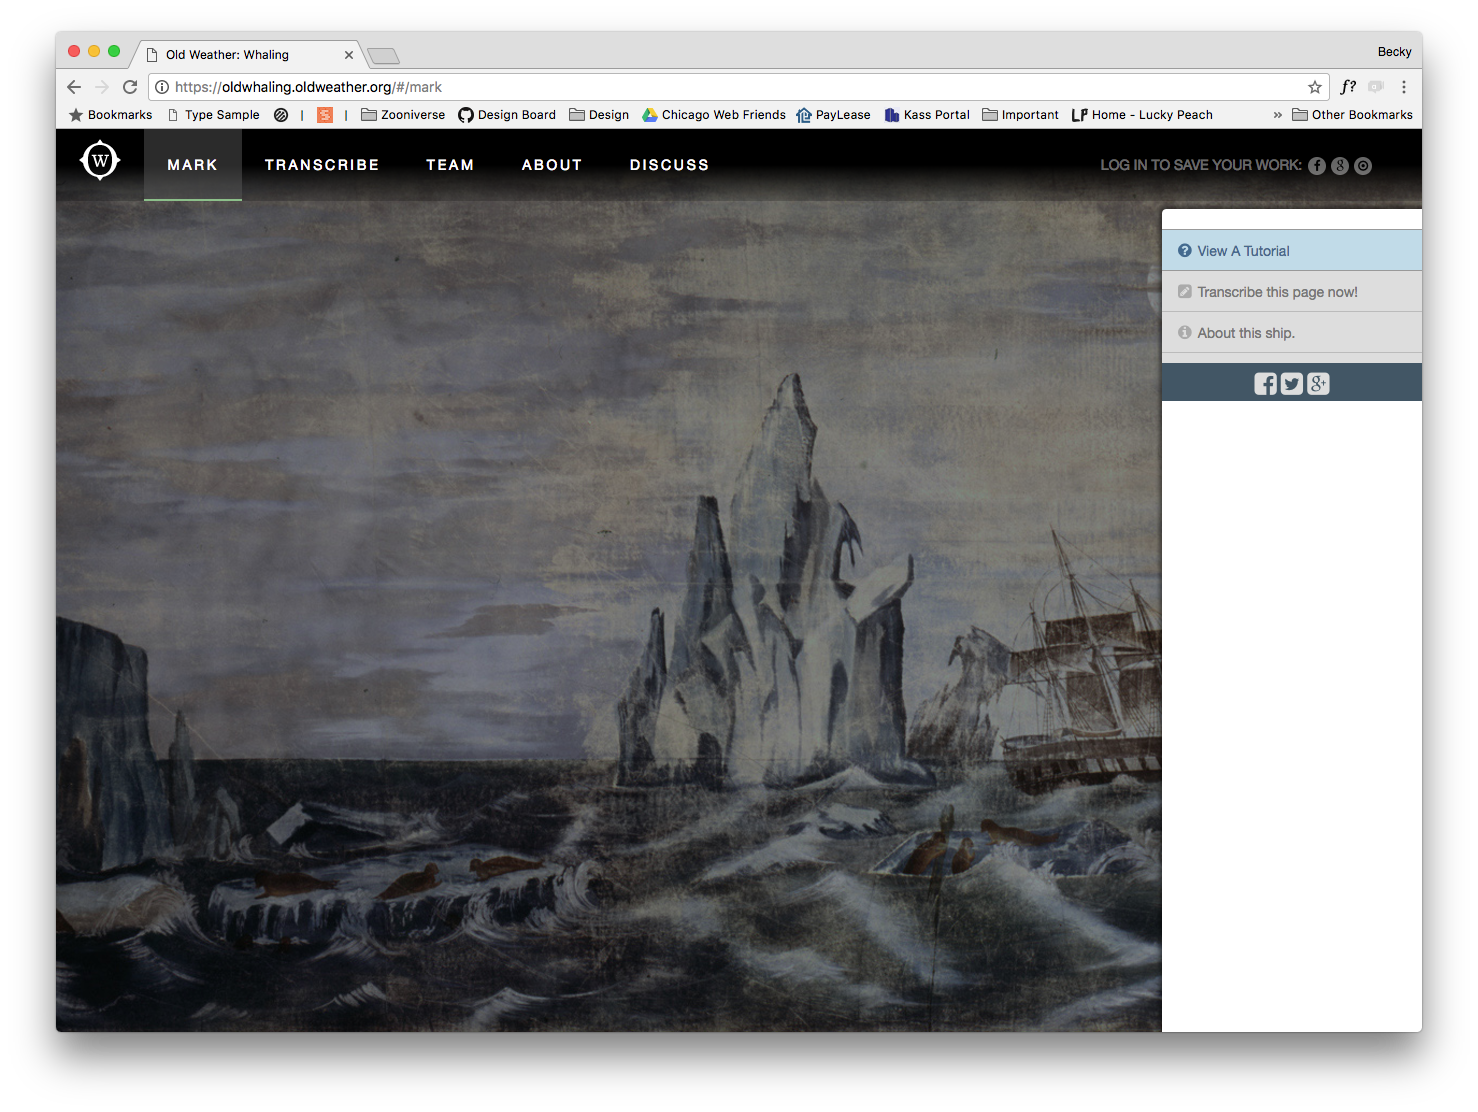 Old Weather: Whaling
Becky
https://oldwhaling.oldweather.org/#/mark
f?
Bookmarks Type Sample | | Zooniverse Design Board Design Chicago Web Friends PayLease Kass Portal Important LP Home - Lucky Peach » Other Bookmarks
W MARK TRANSCRIBE TEAM ABOUT DISCUSS LOG IN TO SAVE YOUR WORK:
View A Tutorial
Transcribe this page now!
About this ship.